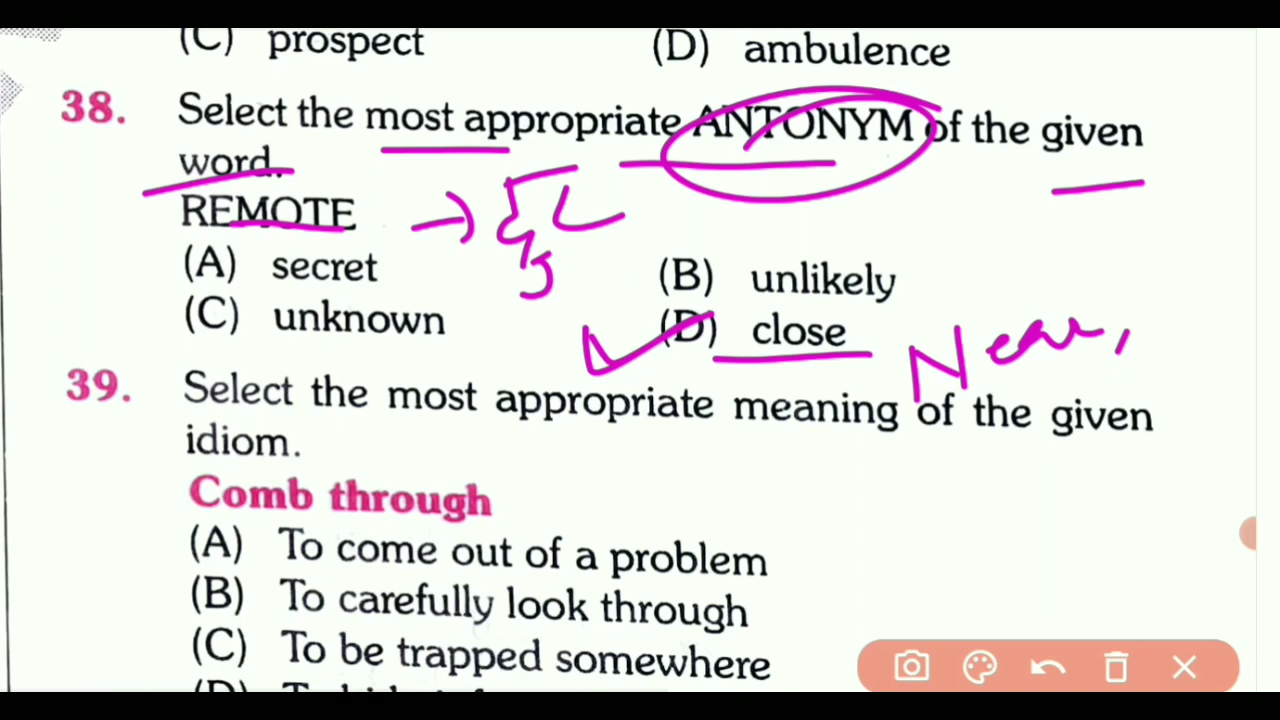 (C) prospect (D) ambulence
38. Select the most appropriate ANTONYM of the given
word.
REMOTE
(A) secret (B) unlikely
(C) unknown (D) close Near,
39. Select the most appropriate meaning of the given
idiom.
Comb through
(A) To come out of a problem
(B) To carefully look through
(C) To be trapped somewhere